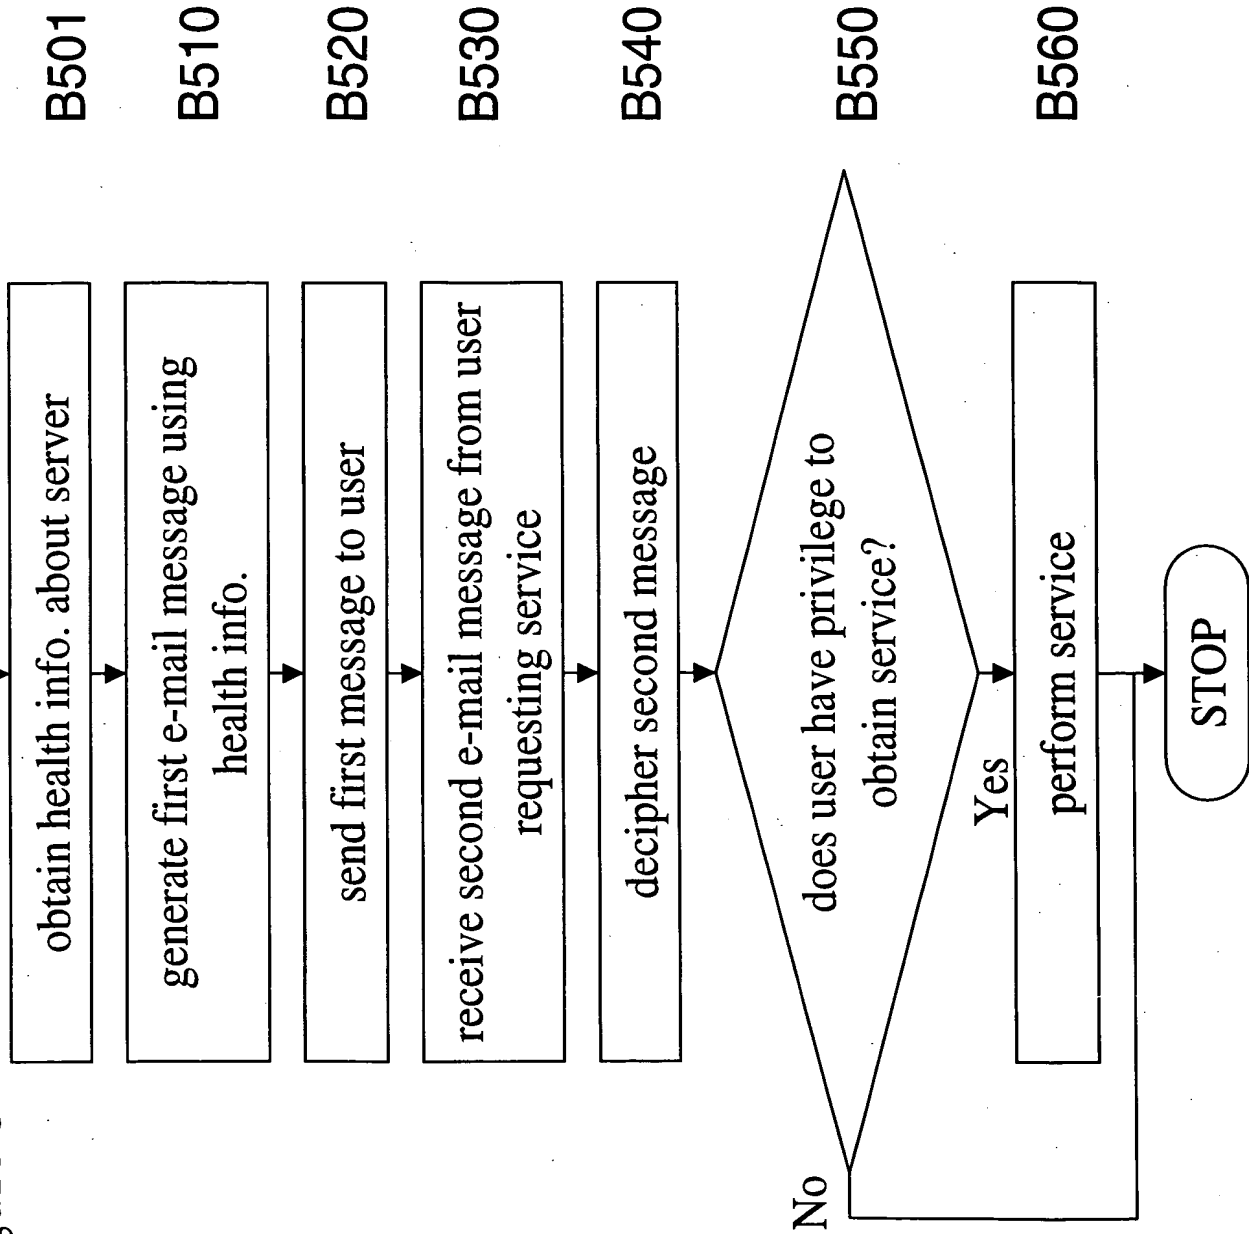 obtain health info. about server
B501
generate first e-mail message using
health info.
B510
send first message to user
B520
receive second e-mail message from user
requesting service
B530
decipher second message
B540
does user have privilege to
obtain service?
B550
No
Yes
perform service
B560
STOP